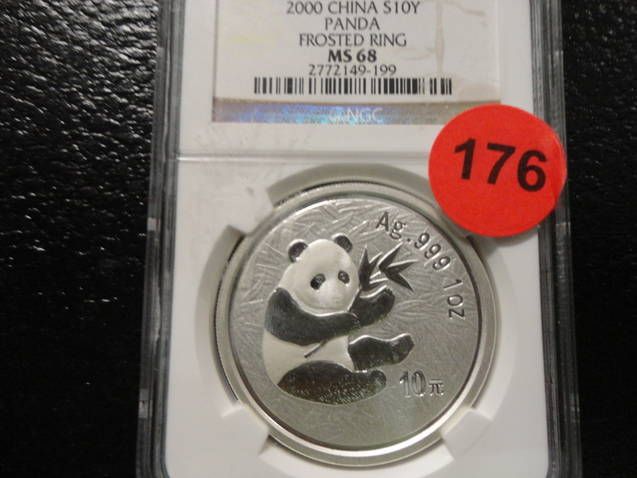 2000 CHINA S10Y
PANDA
FROSTED RING
MS 68
2772149-199
NGC
176
Ag .999 1oz
10元